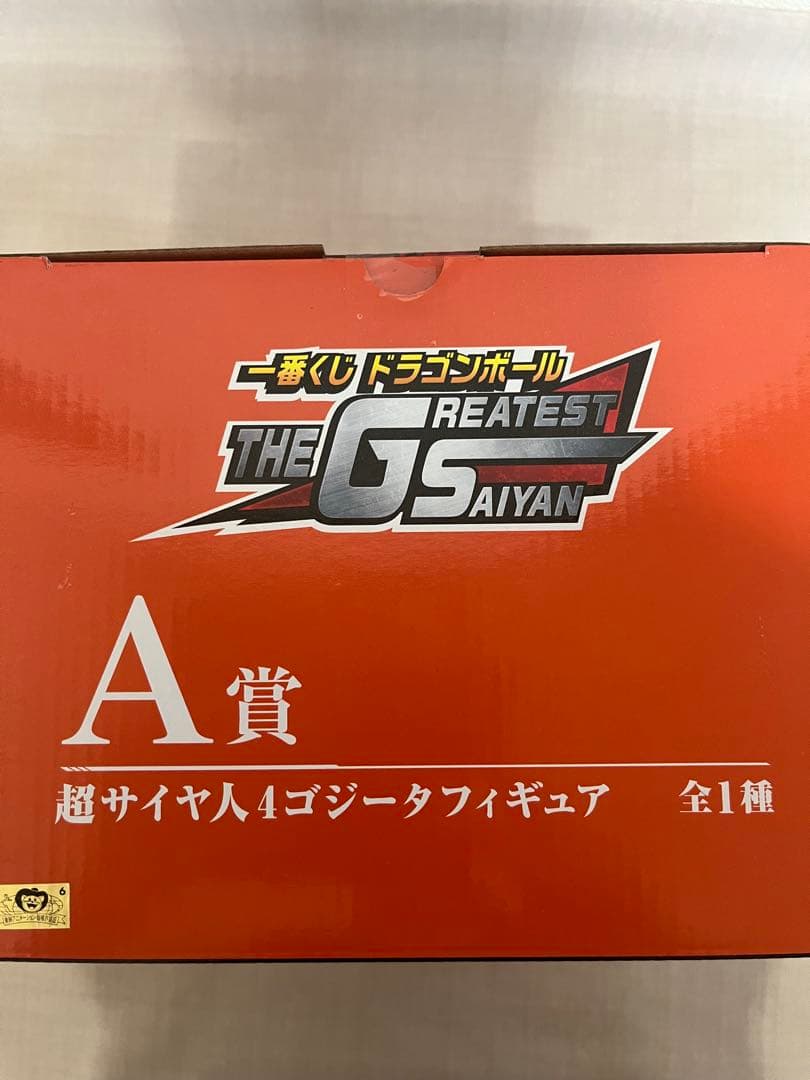 一番くじ ドラゴンボール
THE GREATEST
SAIYAN
A賞
超サイヤ人4ゴジータフィギュア 全1種
6